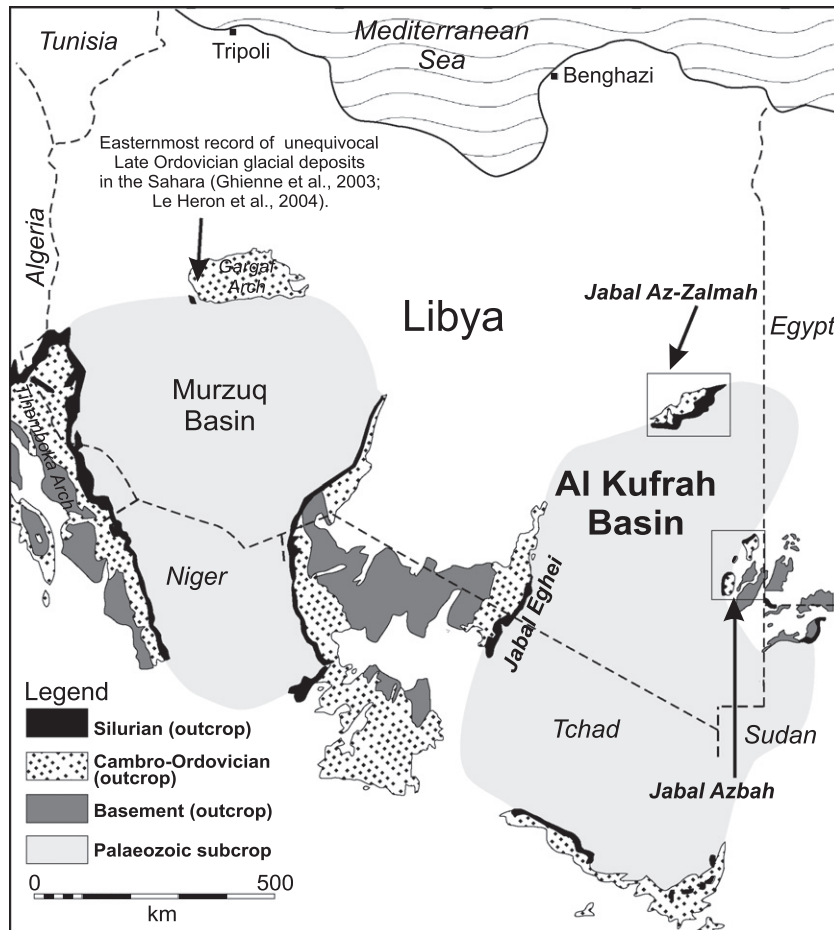 Tunisia
Tripoli
Mediterranean
Sea
Benghazi
Easternmost record of unequivocal
Late Ordovician glacial deposits
in the Sahara (Ghienne et al., 2003;
Le Heron et al., 2004).
Algeria
Gargaf
Arch
Libya
Jabal Az-Zalmah
Egypt
Murzuq
Basin
Tihemboka Arch
Al Kufrah
Basin
Niger
Jabal Eghei
Tchad
Sudan
Jabal Azbah
Legend
Silurian (outcrop)
Cambro-Ordovician
(outcrop)
Basement (outcrop)
Palaeozoic subcrop
0 500
km